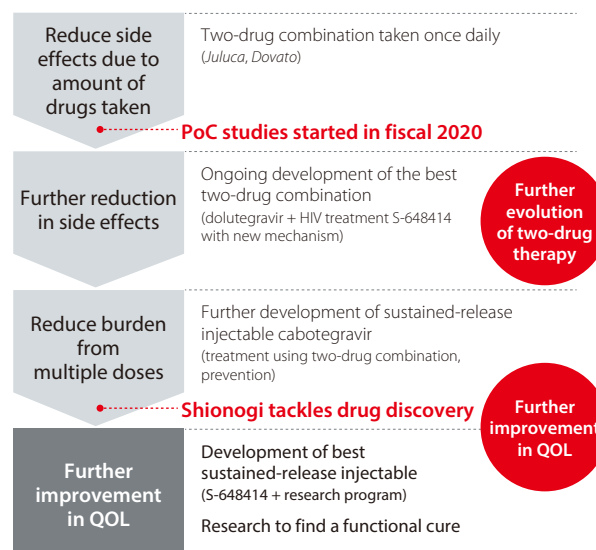 Reduce side
effects due to
amount of
drugs taken
Two-drug combination taken once daily
(Juluca, Dovato)
PoC studies started in fiscal 2020
Further reduction
in side effects
Ongoing development of the best
two-drug combination
(dolutegravir + HIV treatment S-648414
with new mechanism)
Further
evolution
of two-drug
therapy
Reduce burden
from
multiple doses
Further development of sustained-release
injectable cabotegravir
(treatment using two-drug combination,
prevention)
Shionogi tackles drug discovery
Further
improvement
in QOL
Further
improvement
in QOL
Development of best
sustained-release injectable
(S-648414 + research program)
Research to find a functional cure